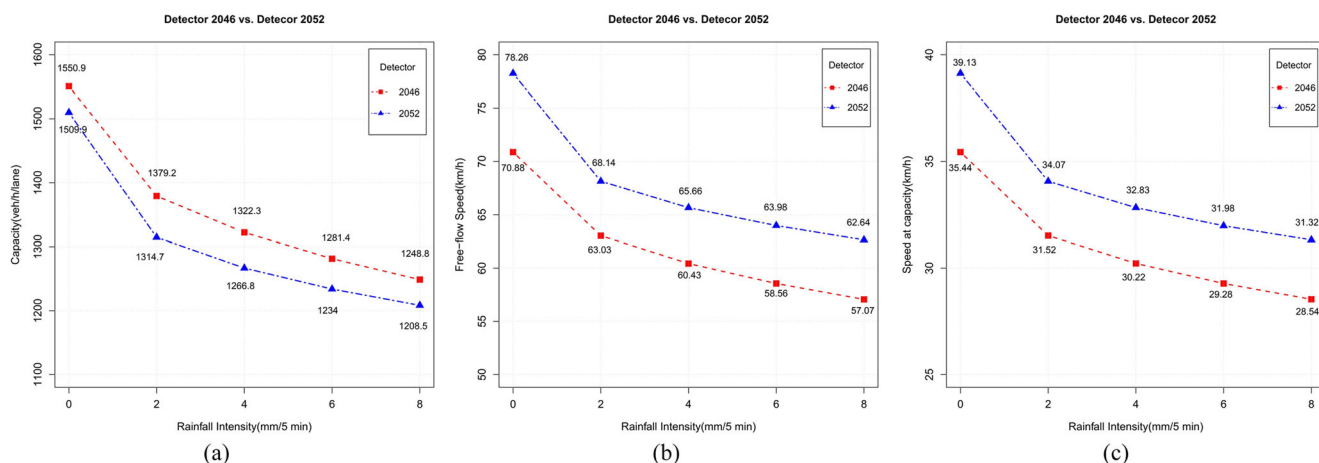 Detector 2046 vs. Detecor 2052
1600
1500
1400
1300
1200
1100
Capacity(veh/h/lane)
1550.9
1509.9
1379.2
1314.7
1322.3
1266.8
1281.4
1234
1248.8
1208.5
Detector
2046
2052
0 2 4 6 8
Rainfall Intensity(mm/5 min)
(a)
Detector 2046 vs. Detecor 2052
80
75
70
65
60
55
50
Free−flow Speed(km/h)
78.26
70.88
68.14
63.03
65.66
60.43
63.98
58.56
62.64
57.07
Detector
2046
2052
0 2 4 6 8
Rainfall Intensity(mm/5 min)
(b)
Detector 2046 vs. Detecor 2052
40
35
30
25
Speed at capacity(km/h)
39.13
35.44
34.07
31.52
32.83
30.22
31.98
29.28
31.32
28.54
Detector
2046
2052
0 2 4 6 8
Rainfall Intensity(mm/5 min)
(c)